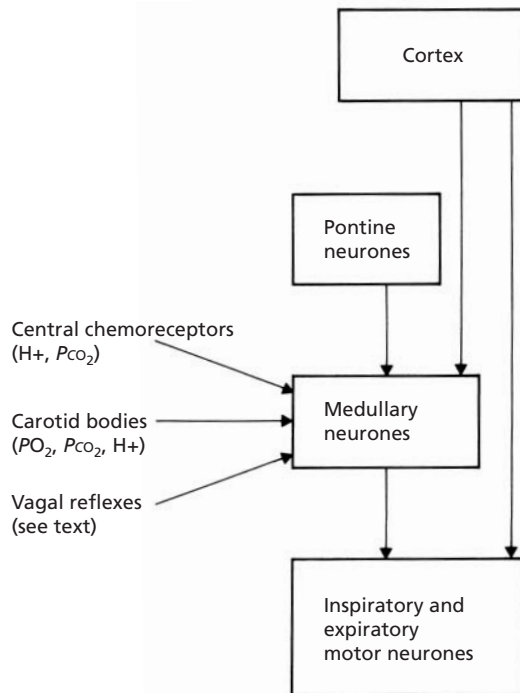 Cortex
Pontine
neurones
Central chemoreceptors
(H+, PCO₂)
Medullary
neurones
Carotid bodies
(PO₂, PCO₂, H+)
Vagal reflexes
(see text)
Inspiratory and
expiratory
motor neurones